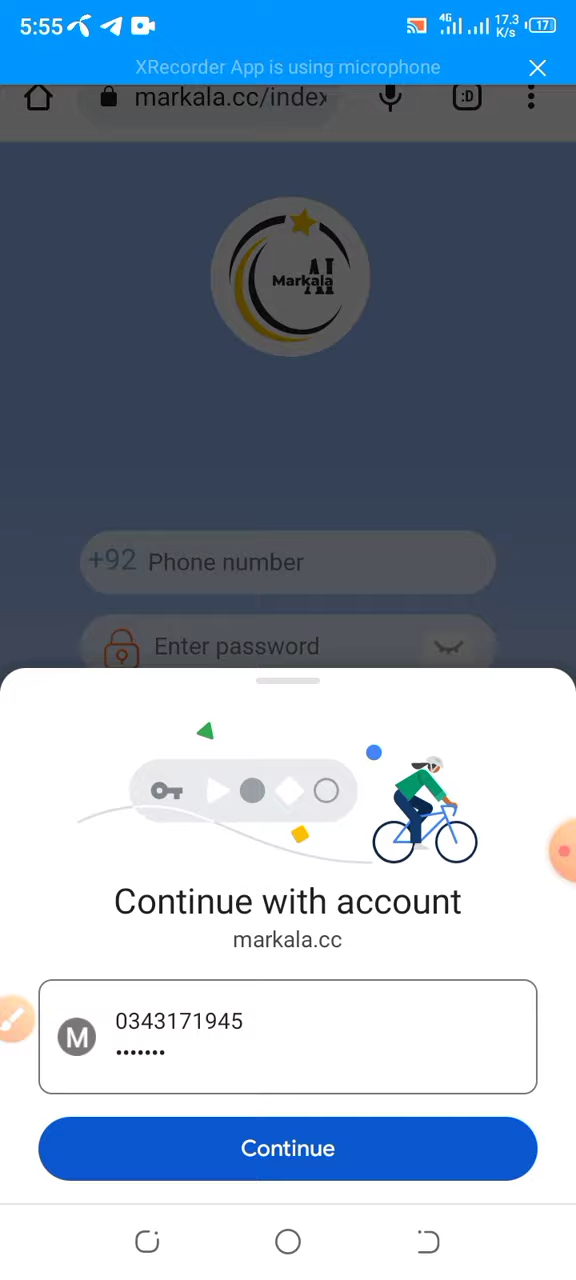 5:55
4G
17.3
K/s
17
XRecorder App is using microphone
markala.cc/index
:D
Markala
AI
+92 Phone number
Enter password
Continue with account
markala.cc
M
0343171945
•••••••
Continue